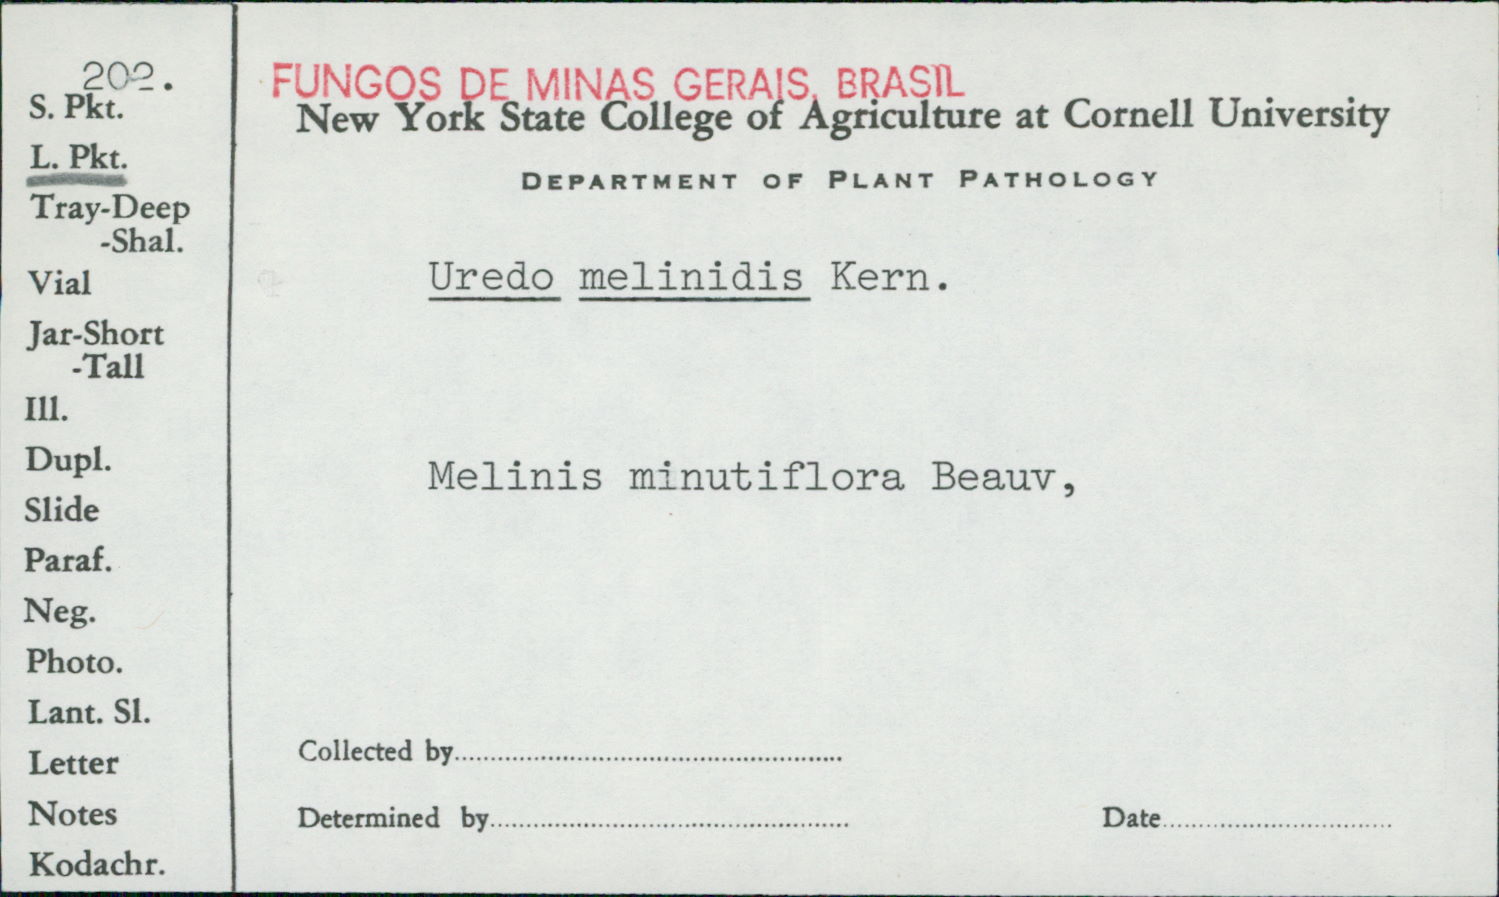 202.
S. Pkt.
L. Pkt.
Tray-Deep
-Shal.
Vial
Jar-Short
-Tall
Ill.
Dupl.
Slide
Paraf.
Neg.
Photo.
Lant. Sl.
Letter
Notes
Kodachr.
FUNGOS DE MINAS GERAIS, BRASIL
New York State College of Agriculture at Cornell University
DEPARTMENT OF PLANT PATHOLOGY
Uredo melinidis Kern.
Melinis minutiflora Beauv,
Collected by
Determined by
Date